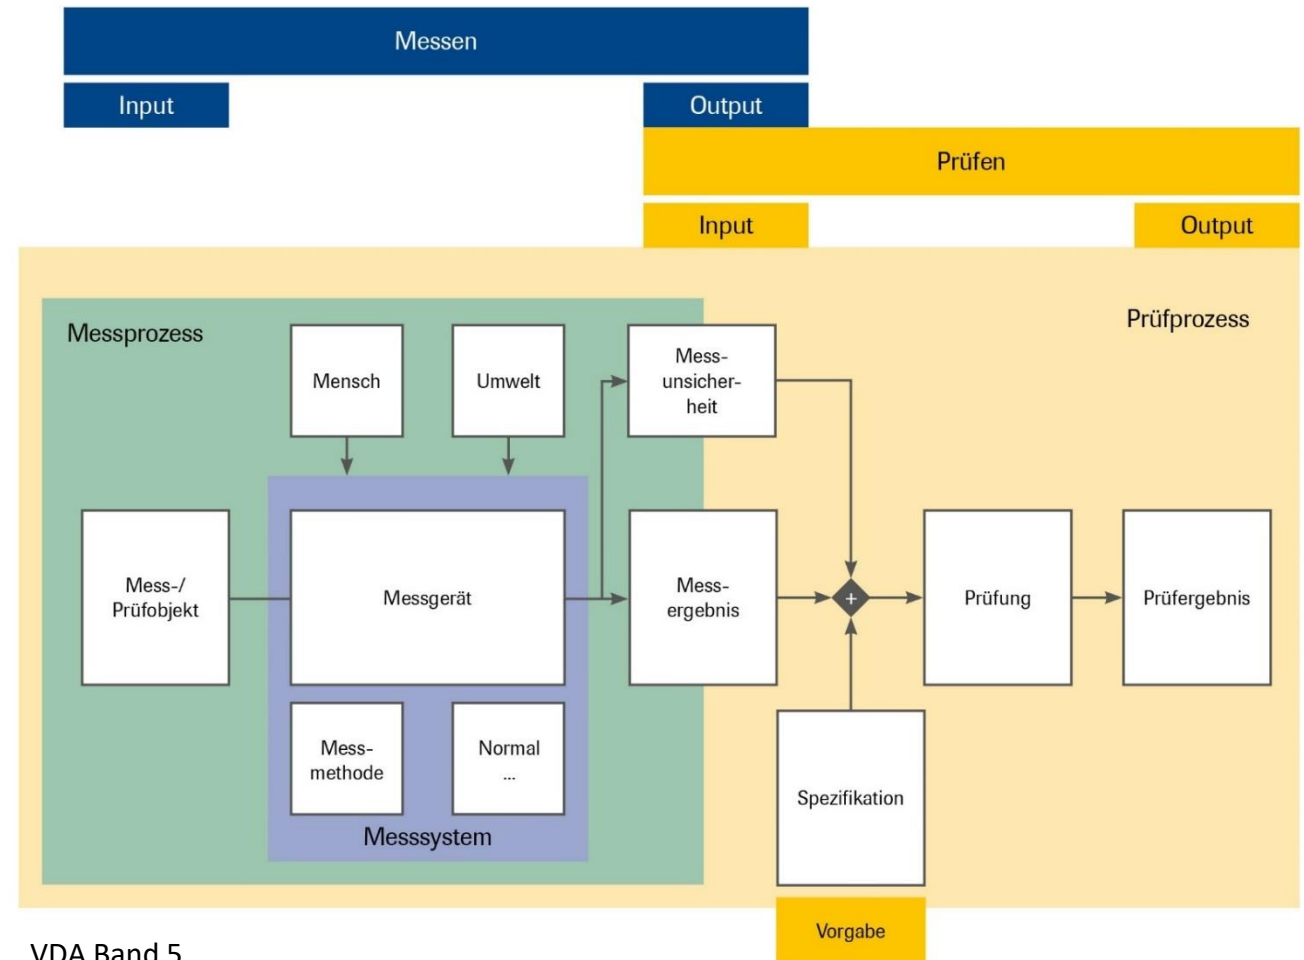 Messen
Input
Output
Prüfen
Input
Output
Messprozess
Prüfprozess
Mensch
Umwelt
Mess-
unsicher-
heit
Mess-/
Prüfobjekt
Messgerät
Mess-
ergebnis
+
Prüfung
Prüfergebnis
Mess-
methode
Normal
...
Messsystem
Spezifikation
Vorgabe
VDA Band 5